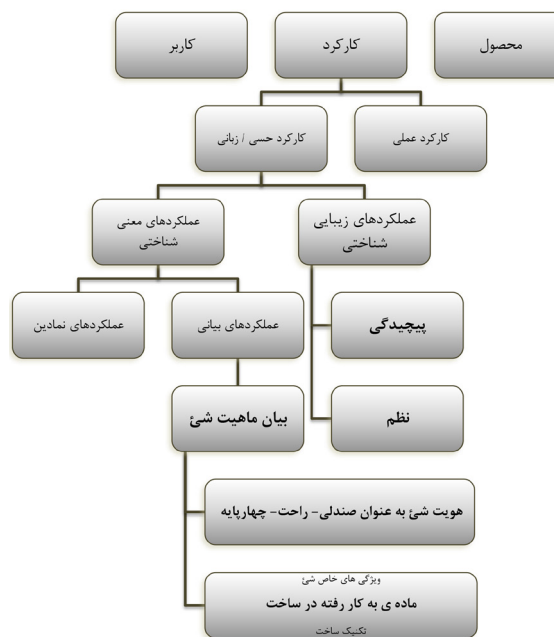 محصول
کارکرد
کاربر
کارکرد عملی
کارکرد حسی / زبانی
عملکردهای زیبایی
شناختی
عملکردهای معنی
شناختی
پیچیدگی
عملکردهای بیانی
عملکردهای نمادین
نظم
بیان ماهیت شئ
هویت شئ به عنوان صندلی- راحت- چهارپایه
ویژگی های خاص شئ
ماده ی به کار رفته در ساخت
تکنیک ساخت